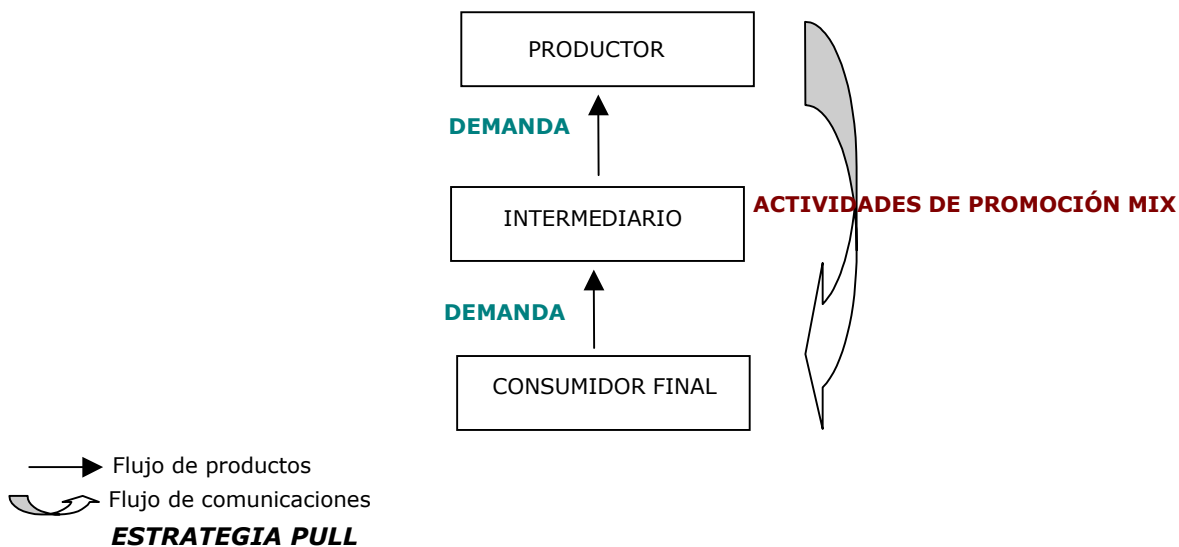 PRODUCTOR
DEMANDA
INTERMEDIARIO
ACTIVIDADES DE PROMOCIÓN MIX
DEMANDA
CONSUMIDOR FINAL
Flujo de productos
Flujo de comunicaciones
ESTRATEGIA PULL